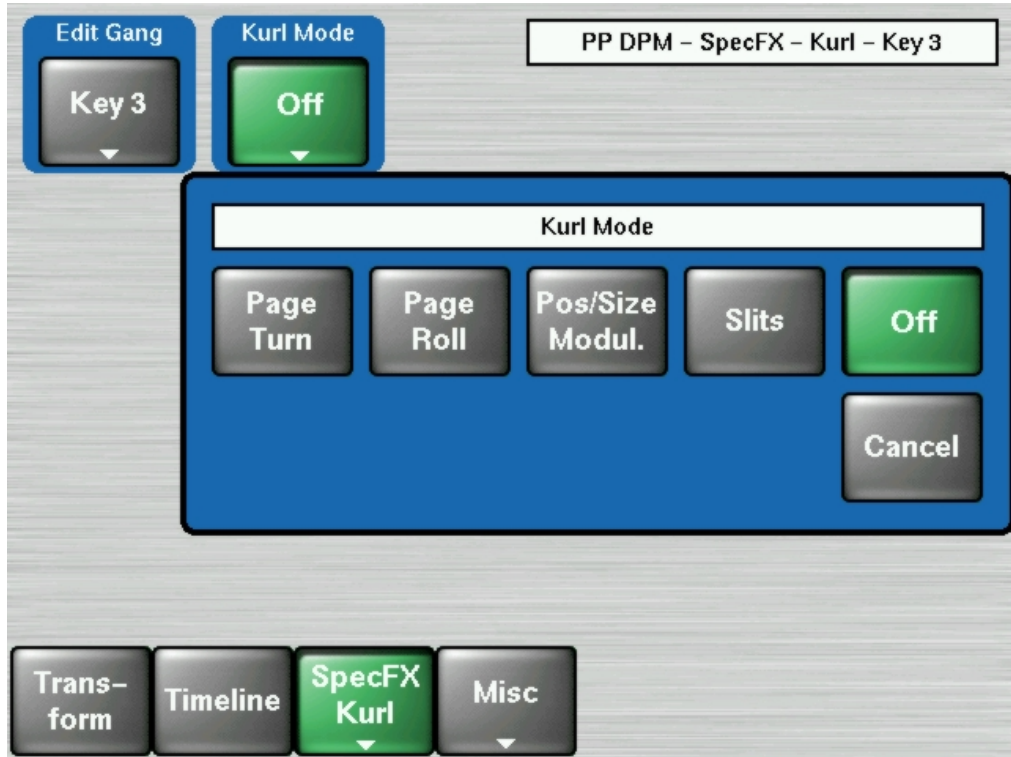 Edit Gang
Kurl Mode
PP DPM – SpecFX – Kurl – Key 3
Key 3
Off
Kurl Mode
Page
Turn
Page
Roll
Pos/Size
Modul.
Slits
Off
Cancel
Trans–
form
Timeline
SpecFX
Kurl
Misc